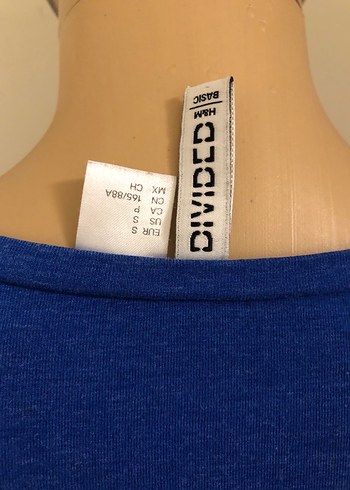 DIVIDED
H&M
BASIC
EUR S
US S
CA P
CN 165/88A
MX CH